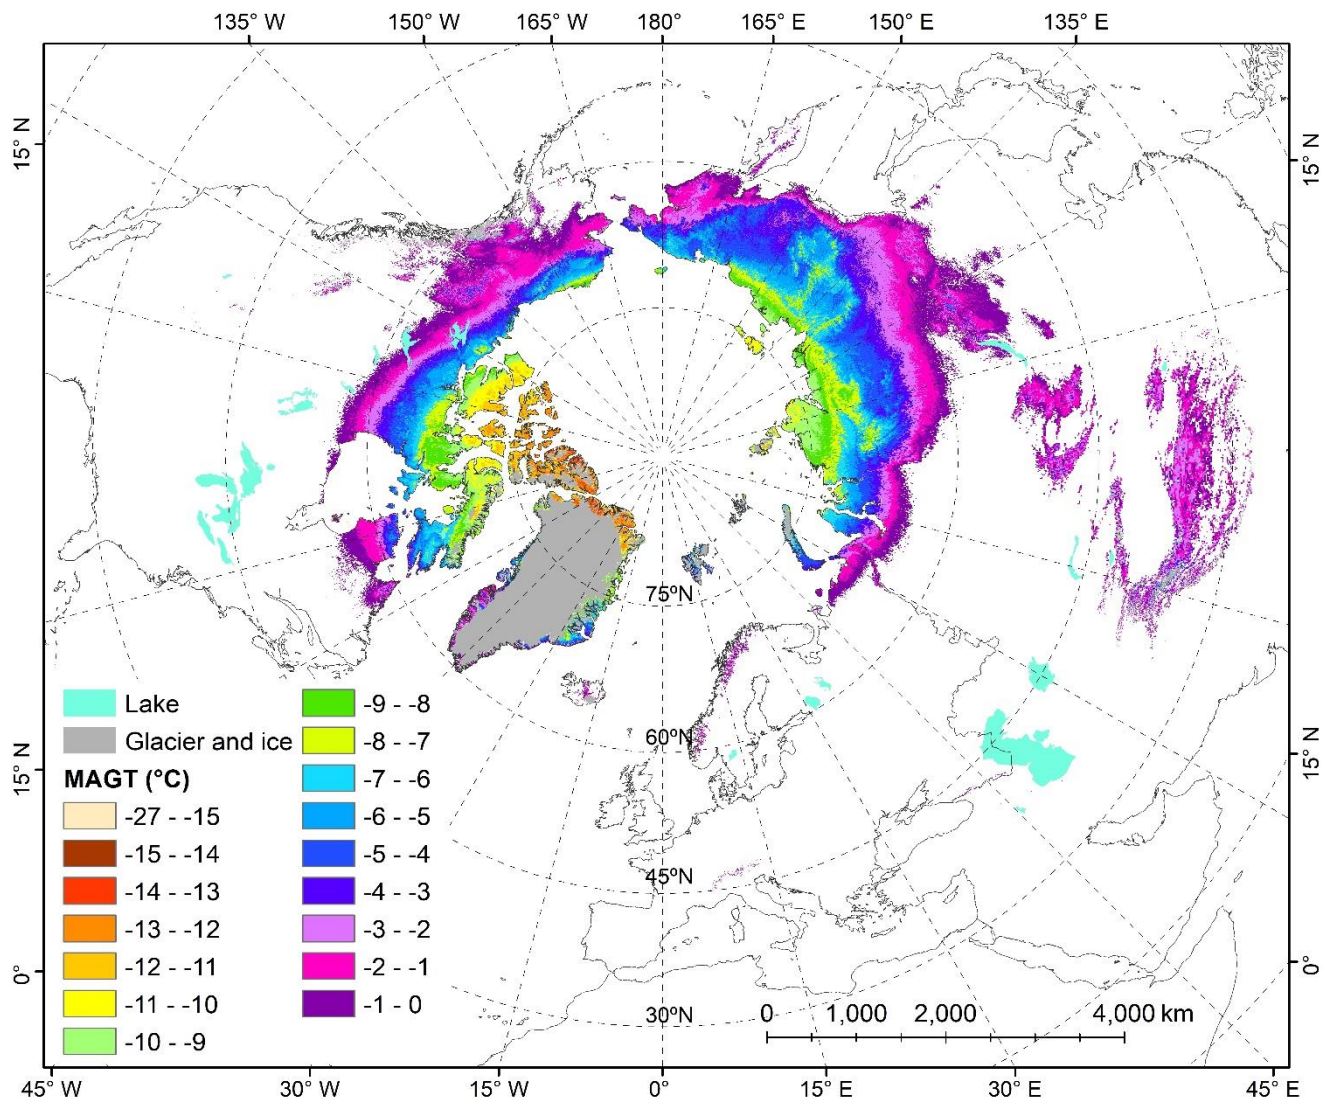 135° W 150° W 165° W 180° 165° E 150° E 135° E
15° N
15° N
75°N
60°N
45°N
30°N
Lake
Glacier and ice
MAGT (°C)
-27 - -15
-15 - -14
-14 - -13
-13 - -12
-12 - -11
-11 - -10
-10 - -9
-9 - -8
-8 - -7
-7 - -6
-6 - -5
-5 - -4
-4 - -3
-3 - -2
-2 - -1
-1 - 0
15° N
15° N
0°
0°
0 1,000 2,000 4,000 km
45° W 30° W 15° W 0° 15° E 30° E 45° E